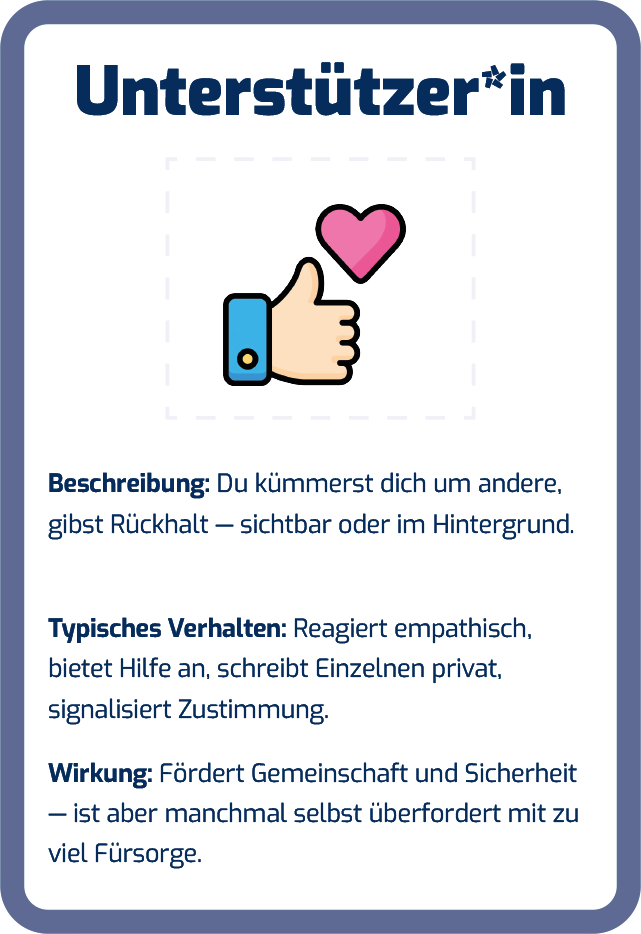 Unterstützer*in
Beschreibung: Du kümmerst dich um andere,
gibst Rückhalt — sichtbar oder im Hintergrund.
Typisches Verhalten: Reagiert empathisch,
bietet Hilfe an, schreibt Einzelnen privat,
signalisiert Zustimmung.
Wirkung: Fördert Gemeinschaft und Sicherheit
— ist aber manchmal selbst überfordert mit zu
viel Fürsorge.